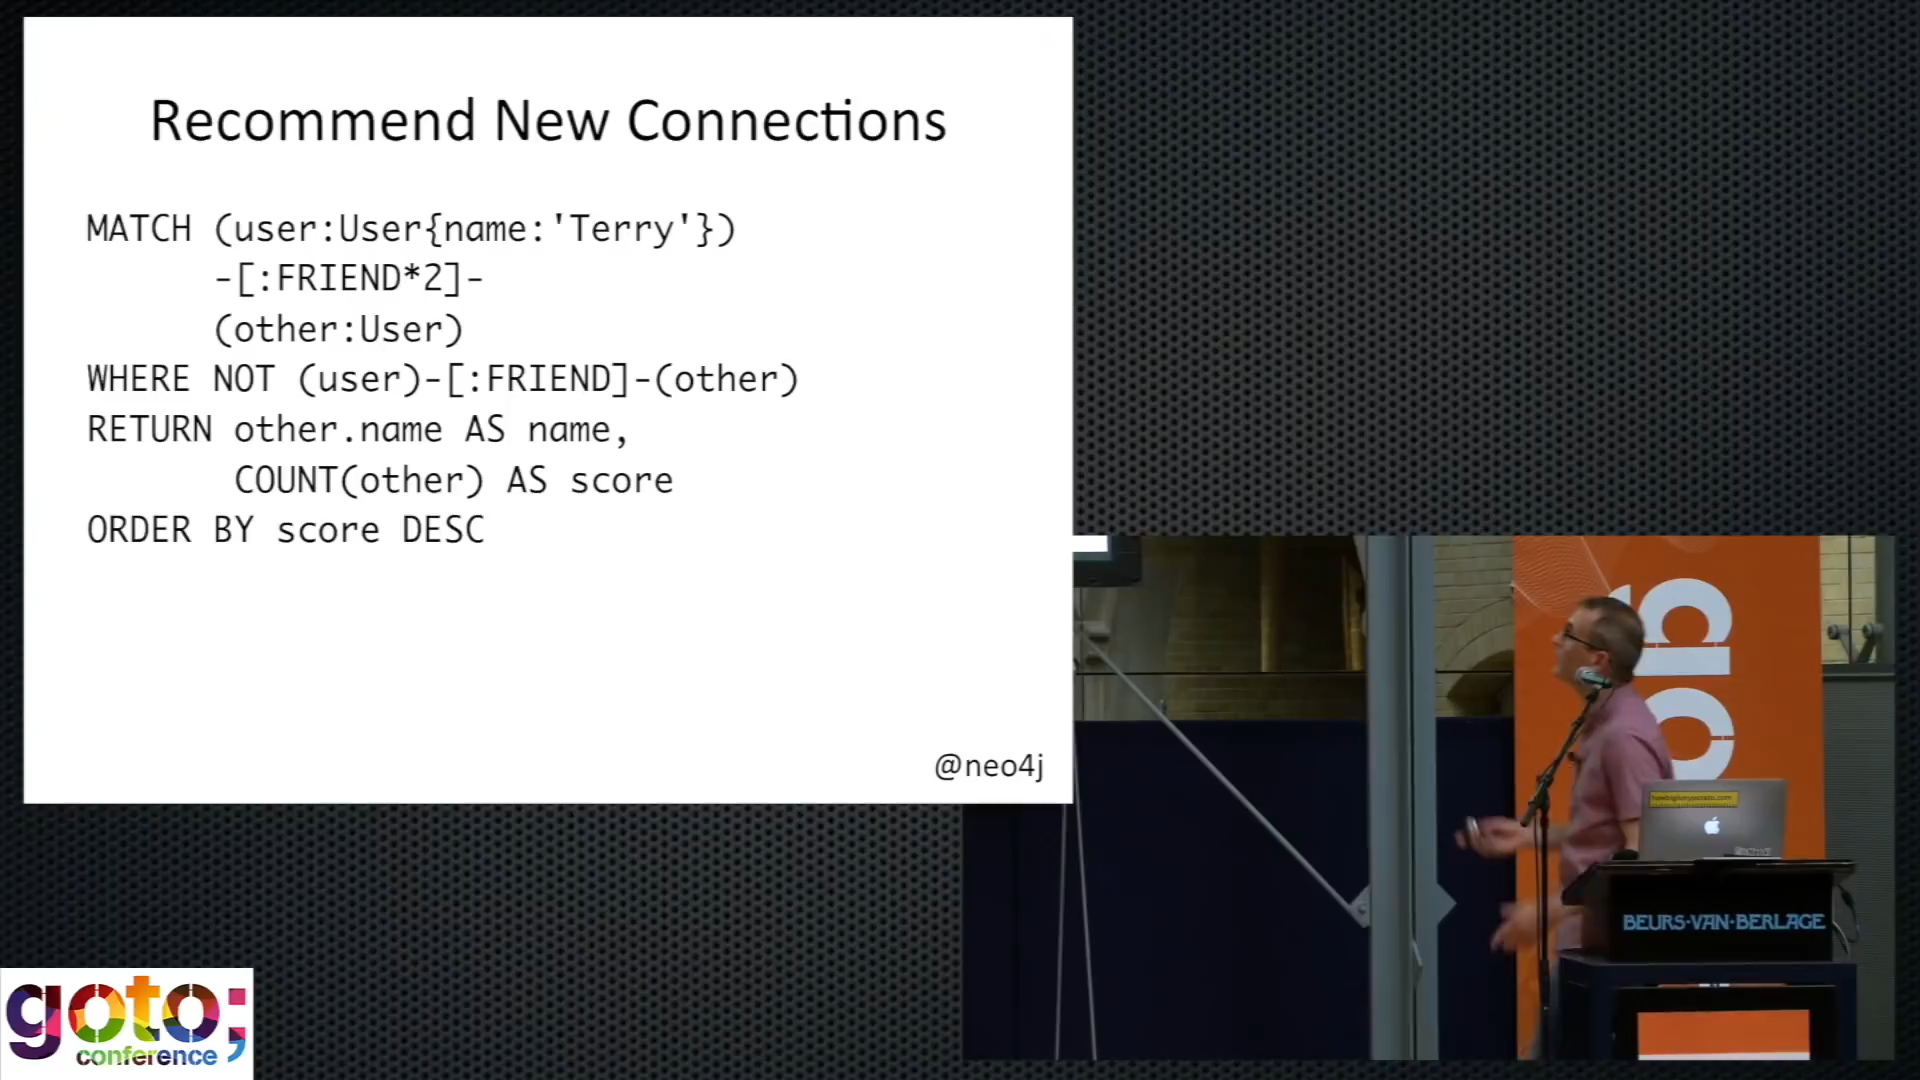 Recommend New Connections
MATCH (user:User{name:'Terry'})
-[:FRIEND*2]-
(other:User)
WHERE NOT (user)-[:FRIEND]-(other)
RETURN other.name AS name,
COUNT(other) AS score
ORDER BY score DESC
@neo4j
BEURS•VAN•BERLAGE
goto;
conference